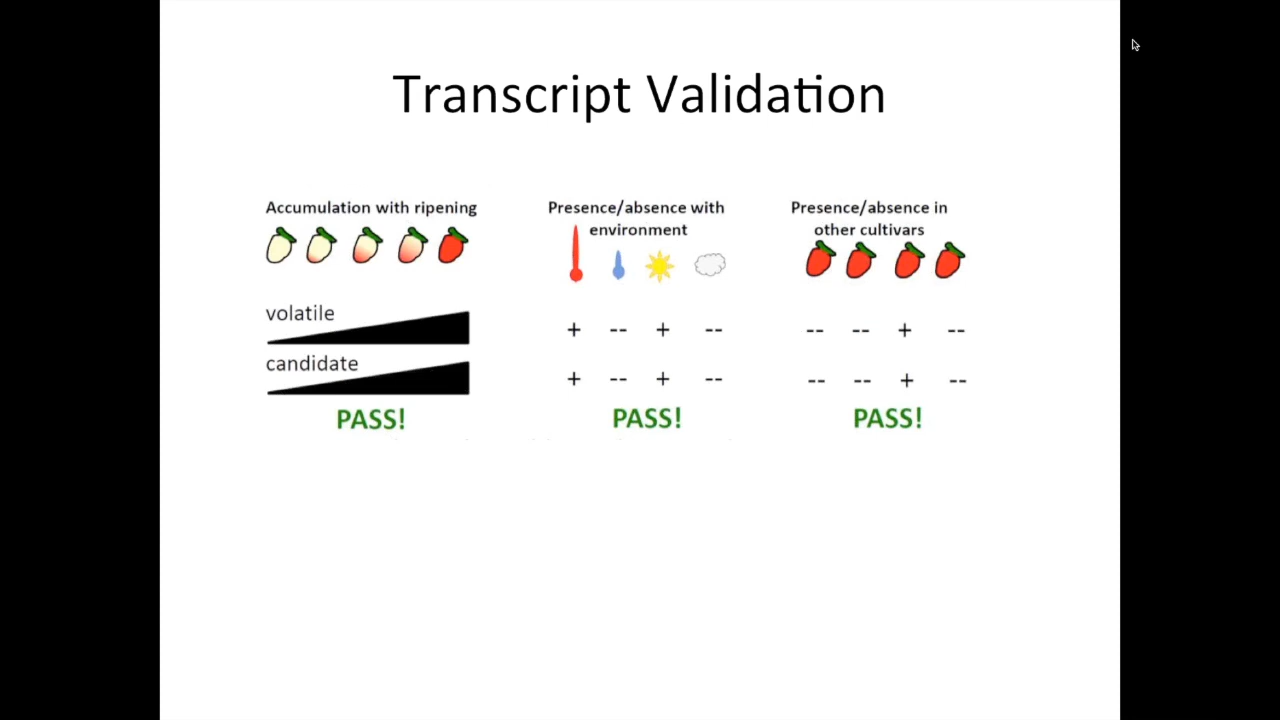 Transcript Validation
Accumulation with ripening
Presence/absence with
environment
Presence/absence in
other cultivars
volatile
+ -- + --
-- -- + --
candidate
+ -- + --
-- -- + --
PASS!
PASS!
PASS!